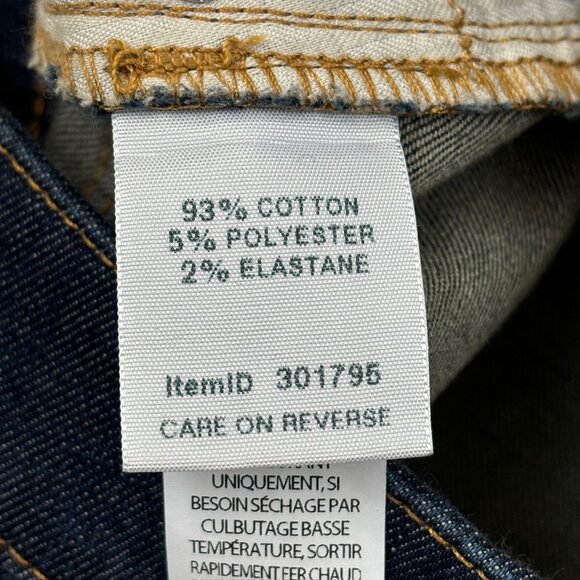 93% COTTON
5% POLYESTER
2% ELASTANE
ItemID 301795
CARE ON REVERSE
UNIQUEMENT, SI
BESOIN SÉCHAGE PAR
CULBUTAGE BASSE
TEMPÉRATURE, SORTIR
RAPIDEMENT FER CHAUD